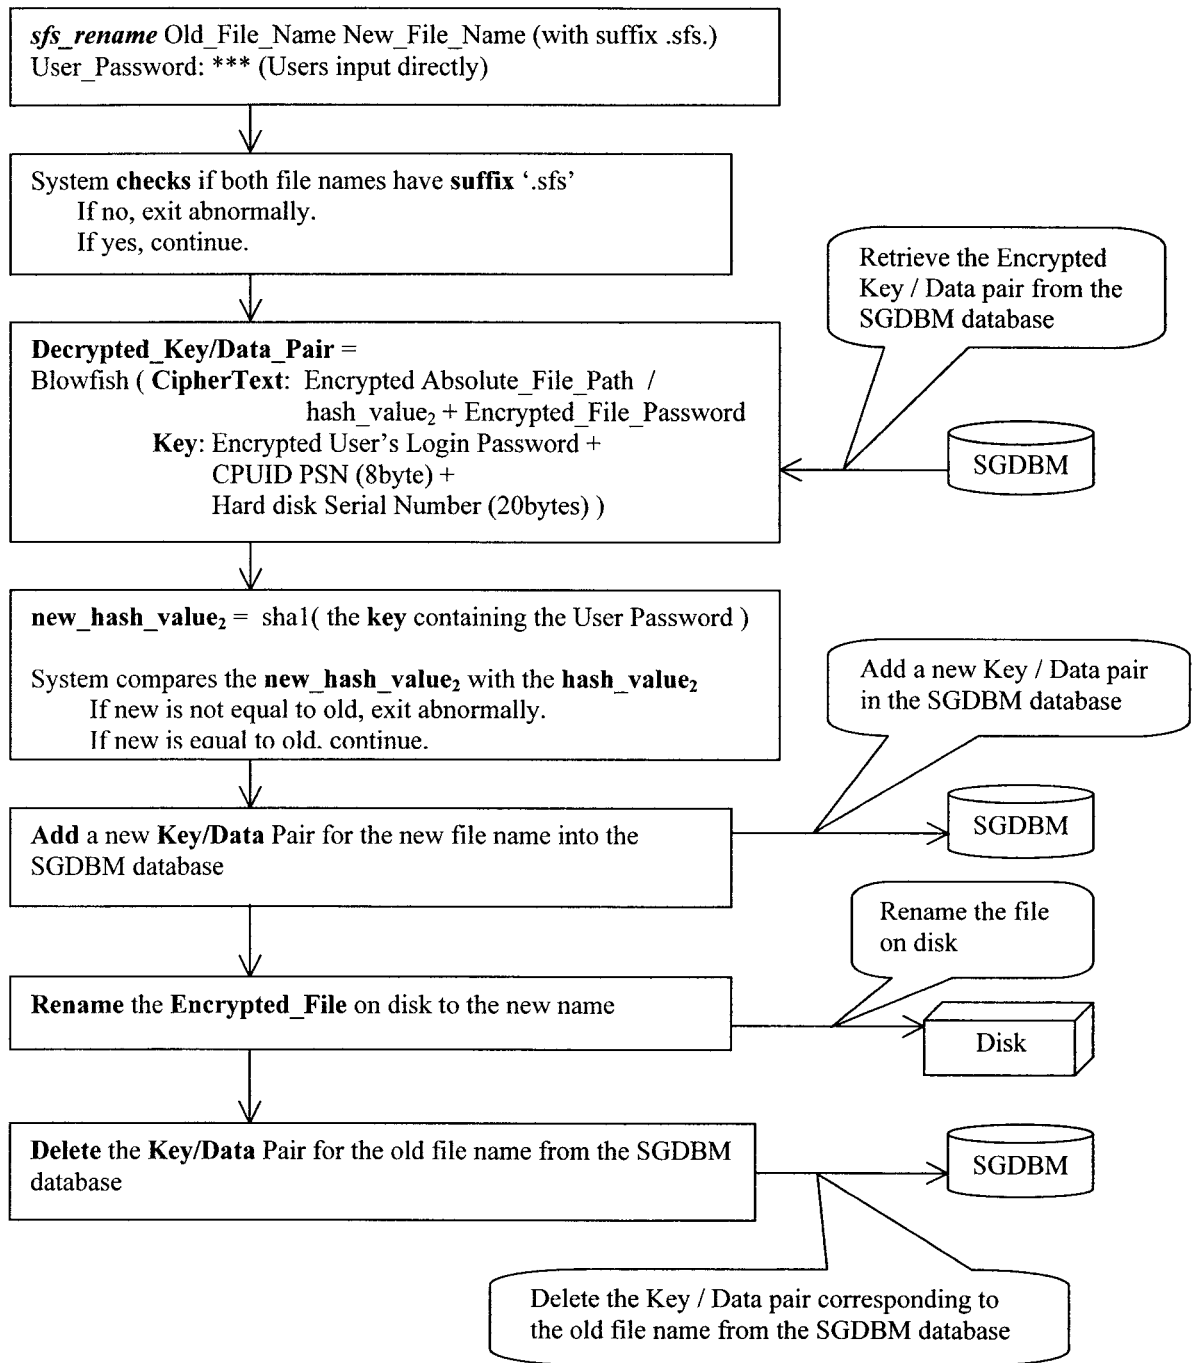 sfs_rename Old_File_Name New_File_Name (with suffix .sfs.)
User_Password: *** (Users input directly)
System checks if both file names have suffix ‘.sfs’
If no, exit abnormally.
If yes, continue.
Retrieve the Encrypted
Key / Data pair from the
SGDBM database
Decrypted_Key/Data_Pair =
Blowfish ( CipherText: Encrypted Absolute_File_Path /
hash_value₂ + Encrypted_File_Password
Key: Encrypted User's Login Password +
CPUID PSN (8byte) +
Hard disk Serial Number (20bytes) )
SGDBM
new_hash_value₂ = sha1( the key containing the User Password )
System compares the new_hash_value₂ with the hash_value₂
If new is not equal to old, exit abnormally.
If new is equal to old, continue.
Add a new Key / Data pair
in the SGDBM database
Add a new Key/Data Pair for the new file name into the
SGDBM database
SGDBM
Rename the file
on disk
Rename the Encrypted_File on disk to the new name
Disk
Delete the Key/Data Pair for the old file name from the SGDBM
database
SGDBM
Delete the Key / Data pair corresponding to
the old file name from the SGDBM database